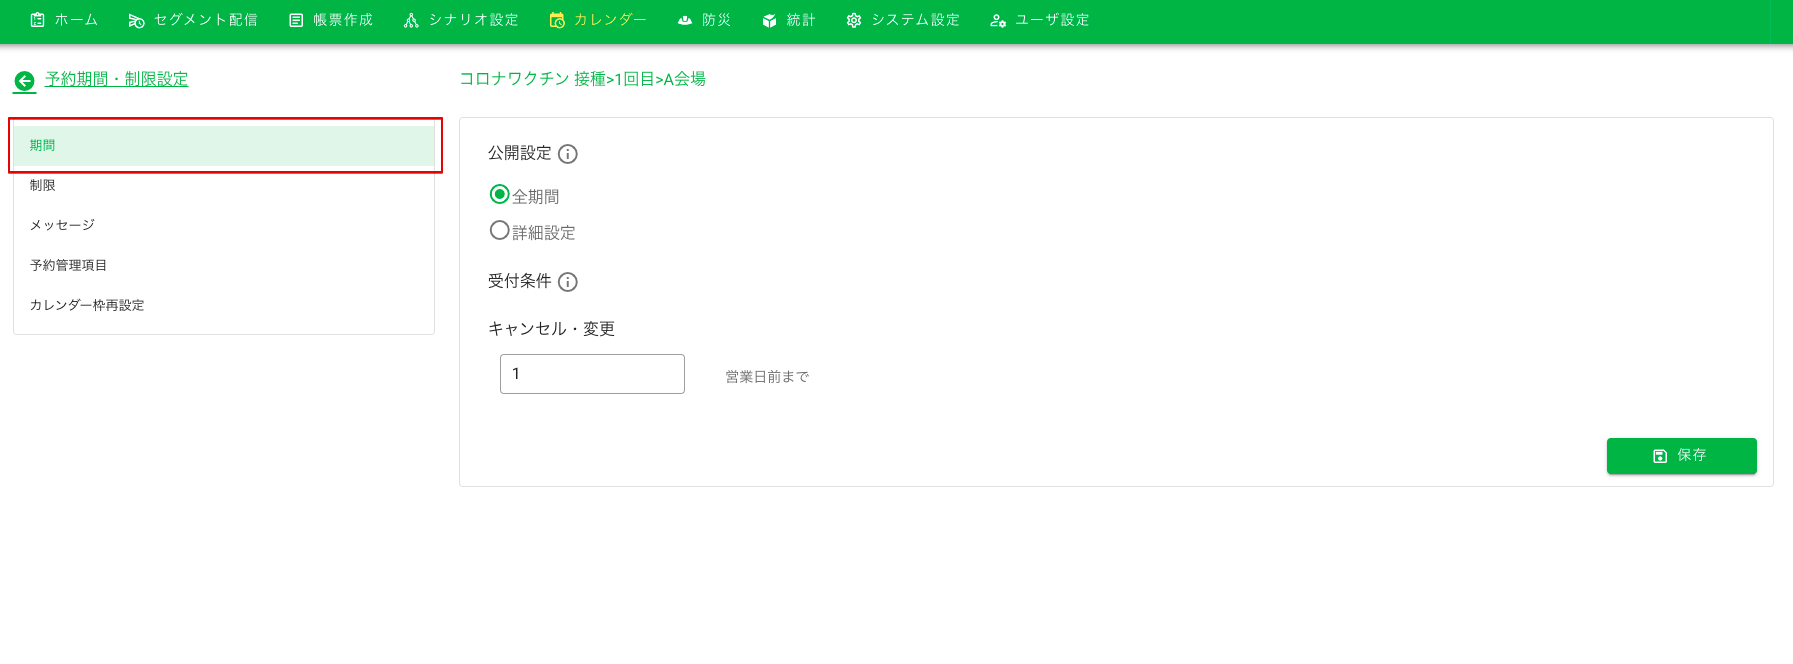 ホーム セグメント配信 帳票作成 シナリオ設定 カレンダー 防災 統計 システム設定 ユーザ設定
予約期間・制限設定
コロナワクチン 接種>1回目>A会場
期間
制限
メッセージ
予約管理項目
カレンダー枠再設定
公開設定
全期間
詳細設定
受付条件
キャンセル・変更
1 営業日前まで
保存